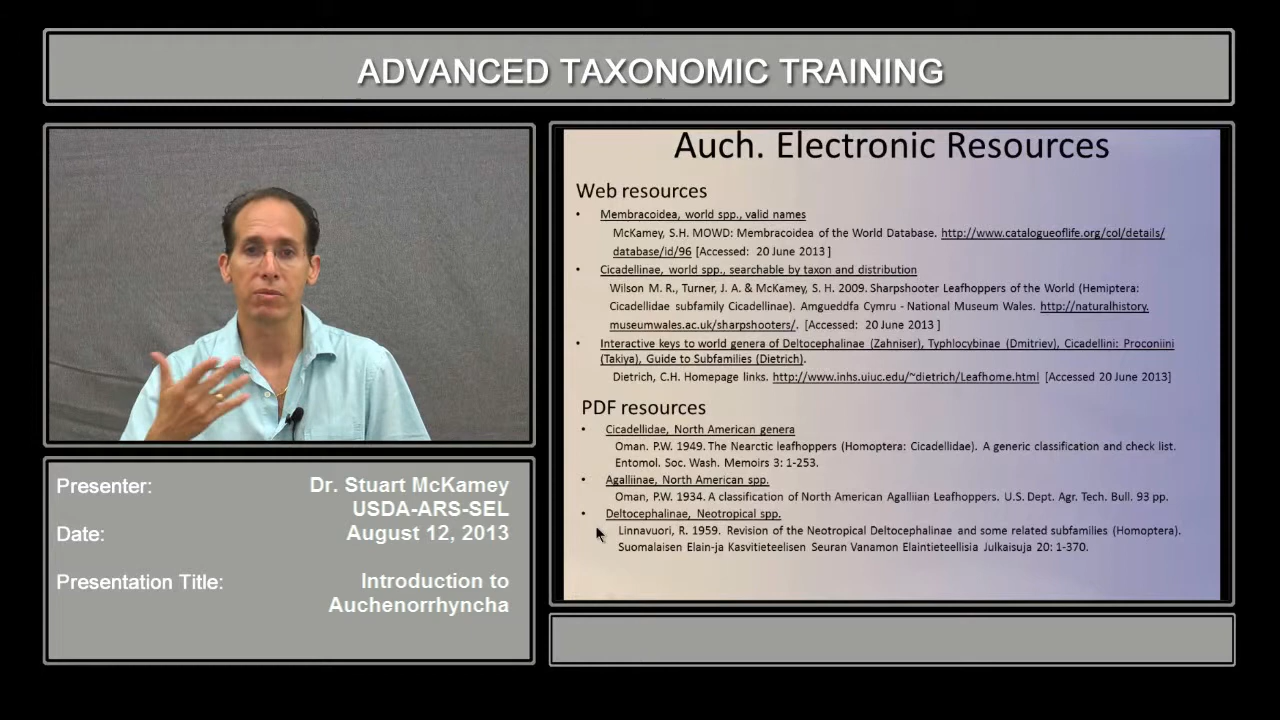 ADVANCED TAXONOMIC TRAINING
Auch. Electronic Resources
Web resources
• Membracoidea, world spp., valid names
McKamey, S.H. MOWD: Membracoidea of the World Database. http://www.catalogueoflife.org/col/details/
database/id/96 [Accessed: 20 June 2013]
• Cicadellinae, world spp., searchable by taxon and distribution
Wilson M. R., Turner, J. A. & McKamey, S. H. 2009. Sharpshooter Leafhoppers of the World (Hemiptera:
Cicadellidae subfamily Cicadellinae). Amgueddfa Cymru - National Museum Wales. http://naturalhistory.
museumwales.ac.uk/sharpshooters/. [Accessed: 20 June 2013]
• Interactive keys to world genera of Deltocephalinae (Zahniser), Typhlocybinae (Dmitriev), Cicadellini: Proconiini
(Takiya), Guide to Subfamilies (Dietrich).
Dietrich, C.H. Homepage links. http://www.inhs.uiuc.edu/~dietrich/Leafhome.html [Accessed 20 June 2013]
PDF resources
• Cicadellidae, North American genera
Oman. P.W. 1949. The Nearctic leafhoppers (Homoptera: Cicadellidae). A generic classification and check list.
Entomol. Soc. Wash. Memoirs 3: 1-253.
• Agalliinae, North American spp.
Oman, P.W. 1934. A classification of North American Agalliian Leafhoppers. U.S. Dept. Agr. Tech. Bull. 93 pp.
• Deltocephalinae, Neotropical spp.
Linnavuori, R. 1959. Revision of the Neotropical Deltocephalinae and some related subfamilies (Homoptera).
Suomalaisen Elain-ja Kasvitieteelisen Seuran Vanamon Elaintieteellisia Julkaisuja 20: 1-370.
Presenter: Dr. Stuart McKamey
USDA-ARS-SEL
Date: August 12, 2013
Presentation Title: Introduction to
Auchenorrhyncha